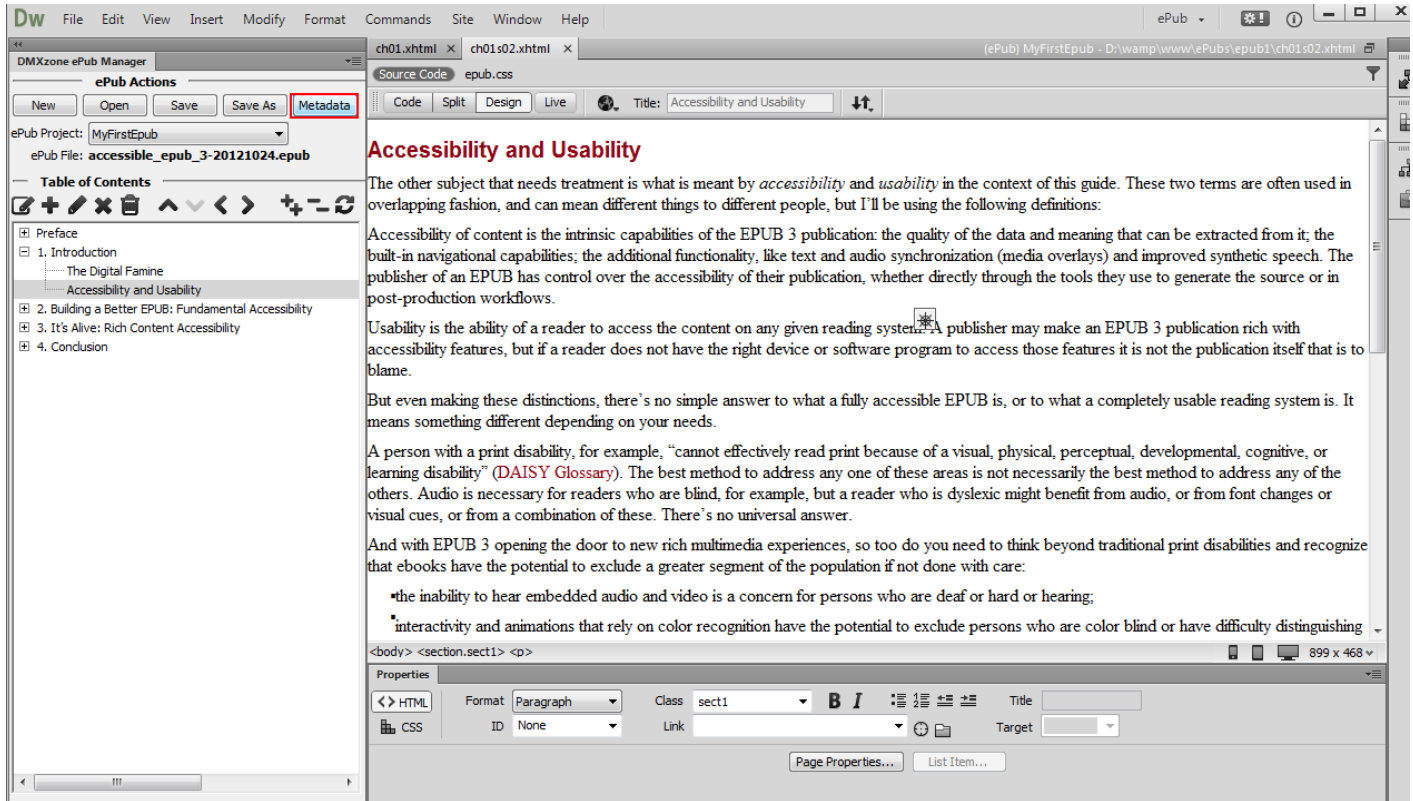 Dw File Edit View Insert Modify Format Commands Site Window Help ePub
DMXzone ePub Manager
ePub Actions
New Open Save Save As Metadata
ePub Project: MyFirstEpub
ePub File: accessible_epub_3-20121024.epub
Table of Contents
Preface
1. Introduction
The Digital Famine
Accessibility and Usability
2. Building a Better EPUB: Fundamental Accessibility
3. It's Alive: Rich Content Accessibility
4. Conclusion
ch01.xhtml ch01s02.xhtml (ePub) MyFirstEpub - D:\wamp\www\ePubs\epub1\ch01s02.xhtml
Source Code epub.css
Code Split Design Live Title: Accessibility and Usability
Accessibility and Usability
The other subject that needs treatment is what is meant by accessibility and usability in the context of this guide. These two terms are often used in
overlapping fashion, and can mean different things to different people, but I'll be using the following definitions:
Accessibility of content is the intrinsic capabilities of the EPUB 3 publication: the quality of the data and meaning that can be extracted from it; the
built-in navigational capabilities; the additional functionality, like text and audio synchronization (media overlays) and improved synthetic speech. The
publisher of an EPUB has control over the accessibility of their publication, whether directly through the tools they use to generate the source or in
post-production workflows.
Usability is the ability of a reader to access the content on any given reading system. A publisher may make an EPUB 3 publication rich with
accessibility features, but if a reader does not have the right device or software program to access those features it is not the publication itself that is to
blame.
But even making these distinctions, there's no simple answer to what a fully accessible EPUB is, or to what a completely usable reading system is. It
means something different depending on your needs.
A person with a print disability, for example, “cannot effectively read print because of a visual, physical, perceptual, developmental, cognitive, or
learning disability” (DAISY Glossary). The best method to address any one of these areas is not necessarily the best method to address any of the
others. Audio is necessary for readers who are blind, for example, but a reader who is dyslexic might benefit from audio, or from font changes or
visual cues, or from a combination of these. There's no universal answer.
And with EPUB 3 opening the door to new rich multimedia experiences, so too do you need to think beyond traditional print disabilities and recognize
that ebooks have the potential to exclude a greater segment of the population if not done with care:
▪the inability to hear embedded audio and video is a concern for persons who are deaf or hard or hearing;
▪interactivity and animations that rely on color recognition have the potential to exclude persons who are color blind or have difficulty distinguishing
<body> <section.sect1> <p> 899 x 468
Properties
<> HTML Format Paragraph Class sect1 B I Title
CSS ID None Link Target
Page Properties... List Item...